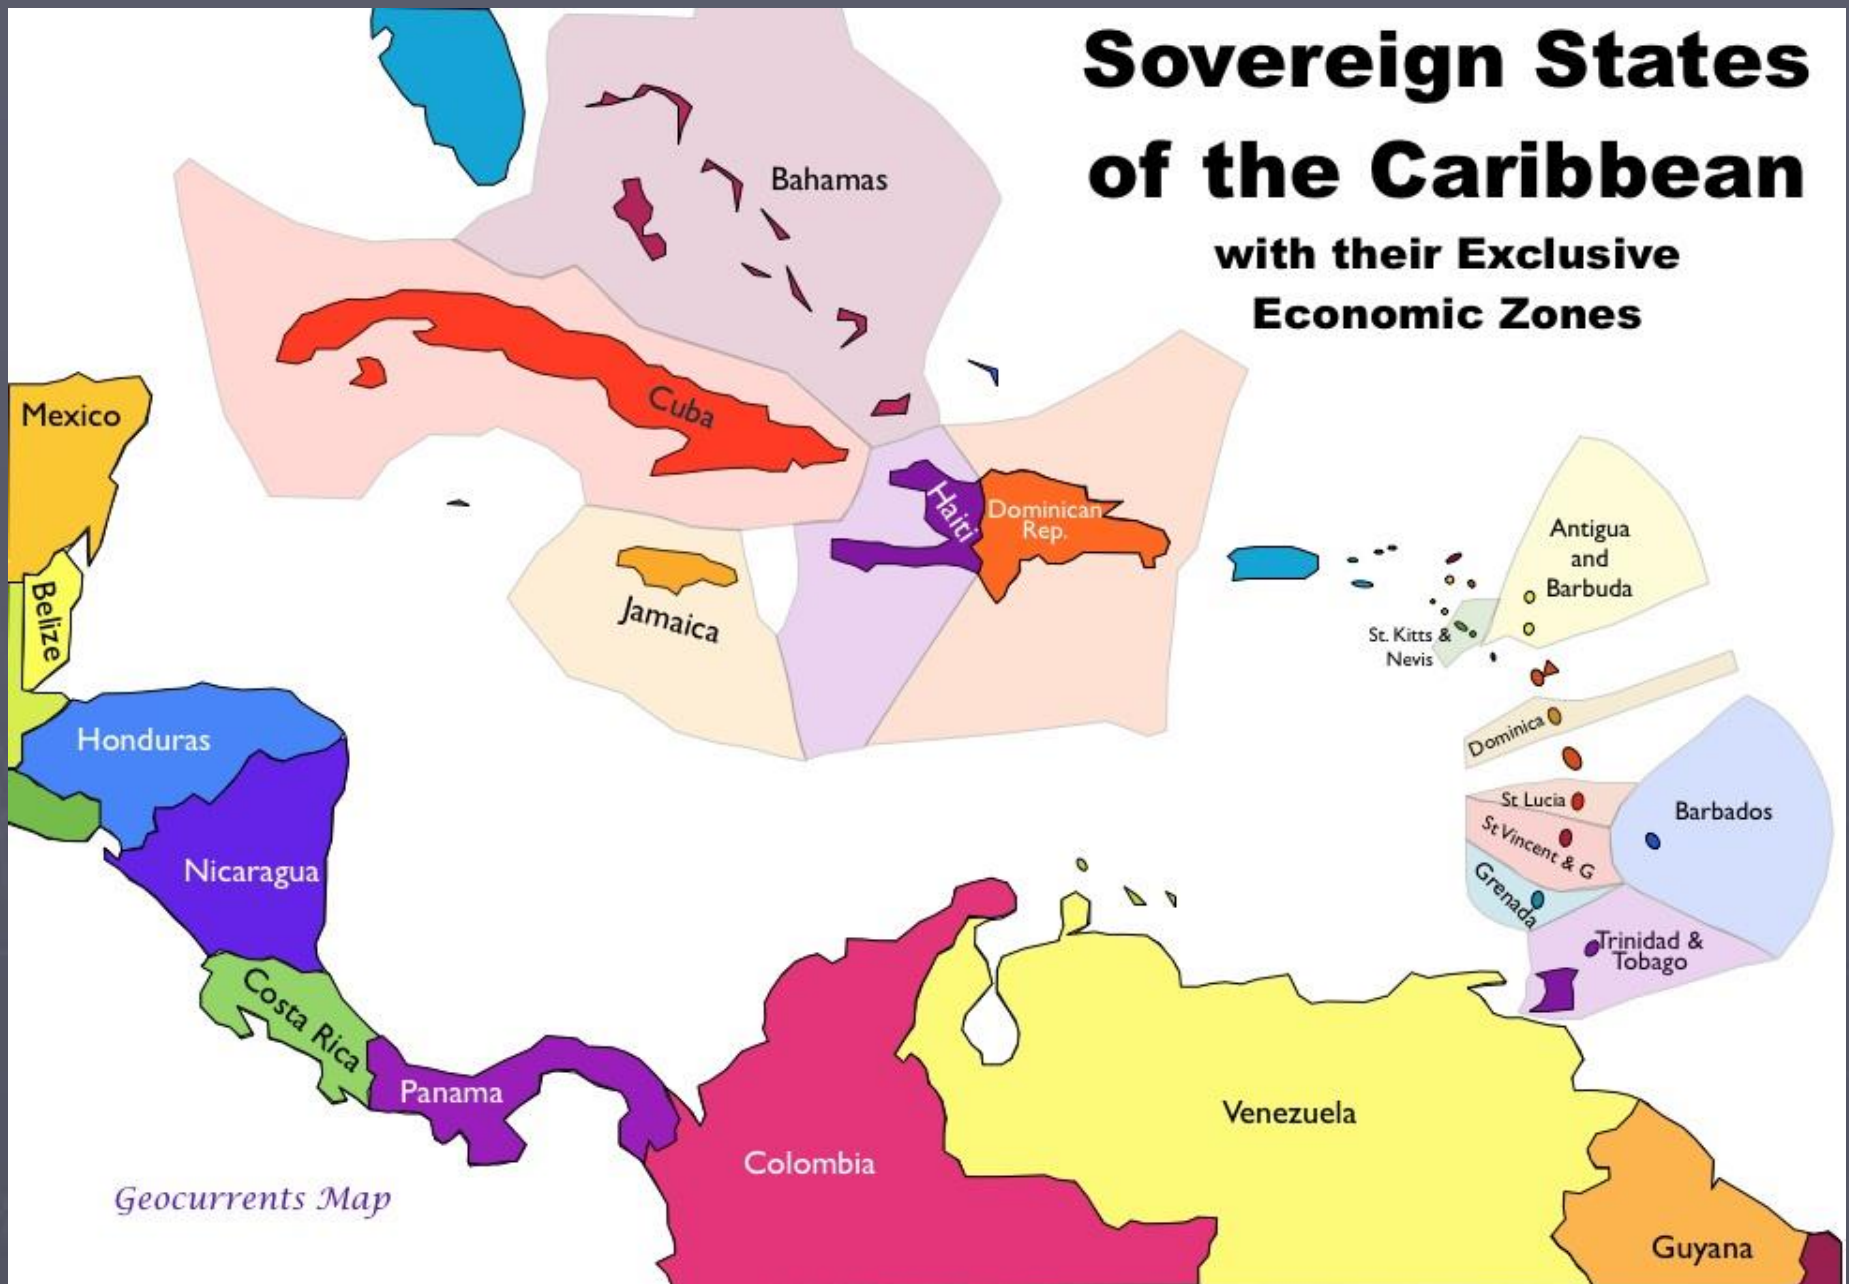 Sovereign States
of the Caribbean
with their Exclusive
Economic Zones
Bahamas
Cuba
Mexico
Haiti
Dominican
Rep.
Antigua
and
Barbuda
Belize
Jamaica
St. Kitts &
Nevis
Honduras
Dominica
St Lucia
Barbados
St Vincent & G
Nicaragua
Grenada
Trinidad &
Tobago
Costa Rica
Panama
Venezuela
Colombia
Geocurrents Map
Guyana